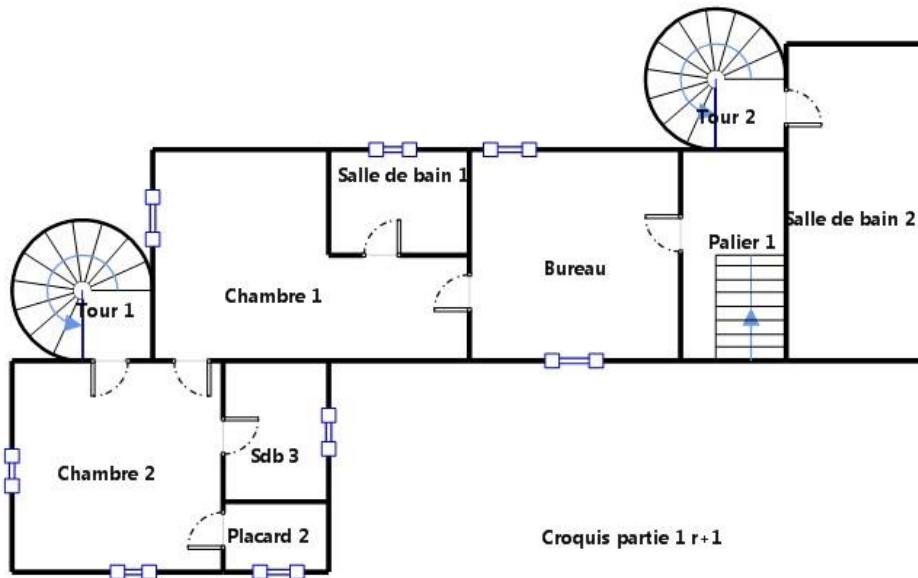 Tour 2
Salle de bain 1
Salle de bain 2
Palier 1
Bureau
Chambre 1
Tour 1
Chambre 2
Sdb 3
Placard 2
Croquis partie 1 r+1